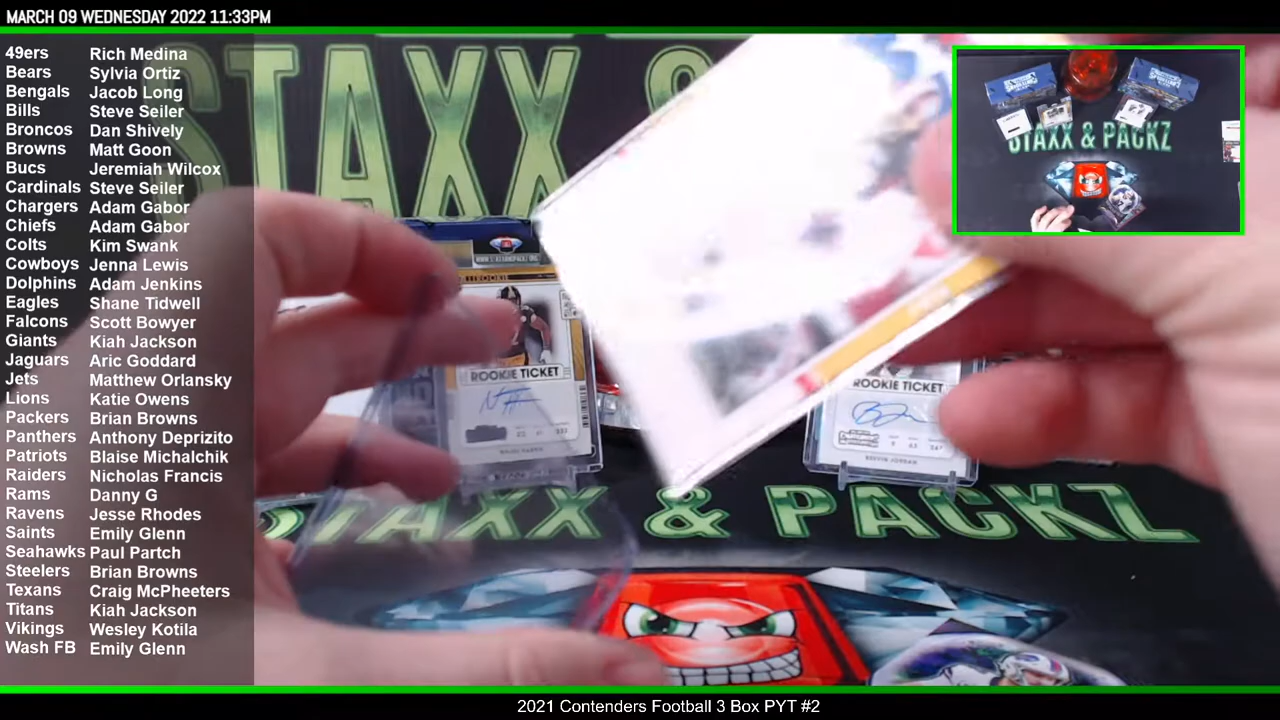 MARCH 09 WEDNESDAY 2022 11:33PM
49ers Rich Medina
Bears Sylvia Ortiz
Bengals Jacob Long
Bills Steve Seiler
Broncos Dan Shively
Browns Matt Goon
Bucs Jeremiah Wilcox
Cardinals Steve Seiler
Chargers Adam Gabor
Chiefs Adam Gabor
Colts Kim Swank
Cowboys Jenna Lewis
Dolphins Adam Jenkins
Eagles Shane Tidwell
Falcons Scott Bowyer
Giants Kiah Jackson
Jaguars Aric Goddard
Jets Matthew Orlansky
Lions Katie Owens
Packers Brian Browns
Panthers Anthony Deprizito
Patriots Blaise Michalchik
Raiders Nicholas Francis
Rams Danny G
Ravens Jesse Rhodes
Saints Emily Glenn
Seahawks Paul Partch
Steelers Brian Browns
Texans Craig McPheeters
Titans Kiah Jackson
Vikings Wesley Kotila
Wash FB Emily Glenn
STAXX &
STAXX & PACKZ
ROOKIE TICKET
ROOKIE TICKET
STAXX & PACKZ
2021 Contenders Football 3 Box PYT #2